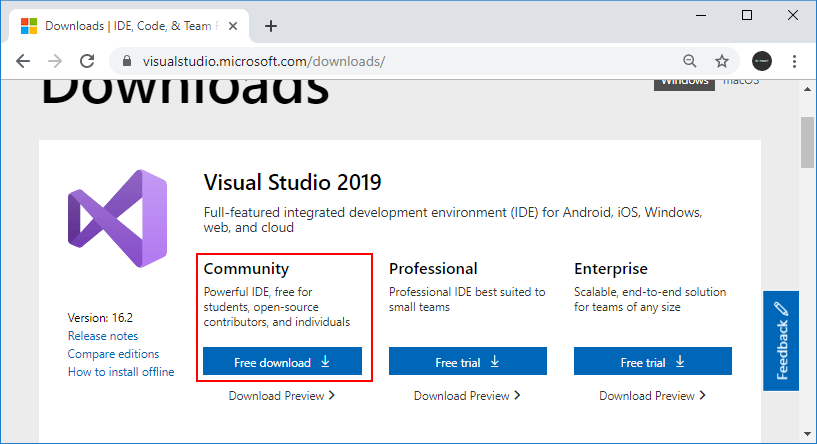 Downloads | IDE, Code, & Team F
visualstudio.microsoft.com/downloads/
Downloads
Windows macOS
Visual Studio 2019
Full-featured integrated development environment (IDE) for Android, iOS, Windows,
web, and cloud
Community
Powerful IDE, free for
students, open-source
contributors, and individuals
Free download
Download Preview
Professional
Professional IDE best suited to
small teams
Free trial
Download Preview
Enterprise
Scalable, end-to-end solution
for teams of any size
Free trial
Download Preview
Version: 16.2
Release notes
Compare editions
How to install offline
Feedback